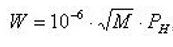 W = 10⁻⁶ · √M · P_H,